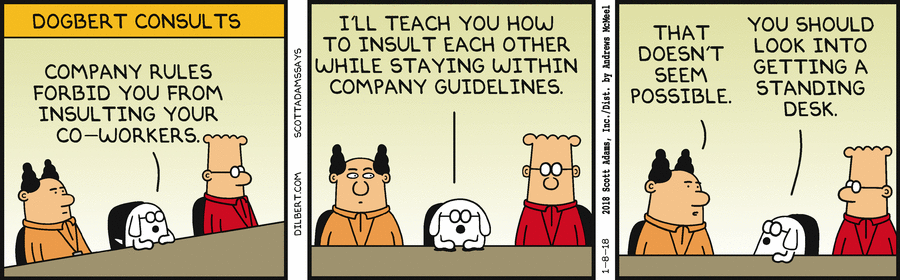 DOGBERT CONSULTS
COMPANY RULES
FORBID YOU FROM
INSULTING YOUR
CO-WORKERS.
DILBERT.COM SCOTTADAMSSAYS
I'LL TEACH YOU HOW
TO INSULT EACH OTHER
WHILE STAYING WITHIN
COMPANY GUIDELINES.
1-8-18 2018 Scott Adams, Inc./Dist. by Andrews McMeel
THAT
DOESN'T
SEEM
POSSIBLE.
YOU SHOULD
LOOK INTO
GETTING A
STANDING
DESK.